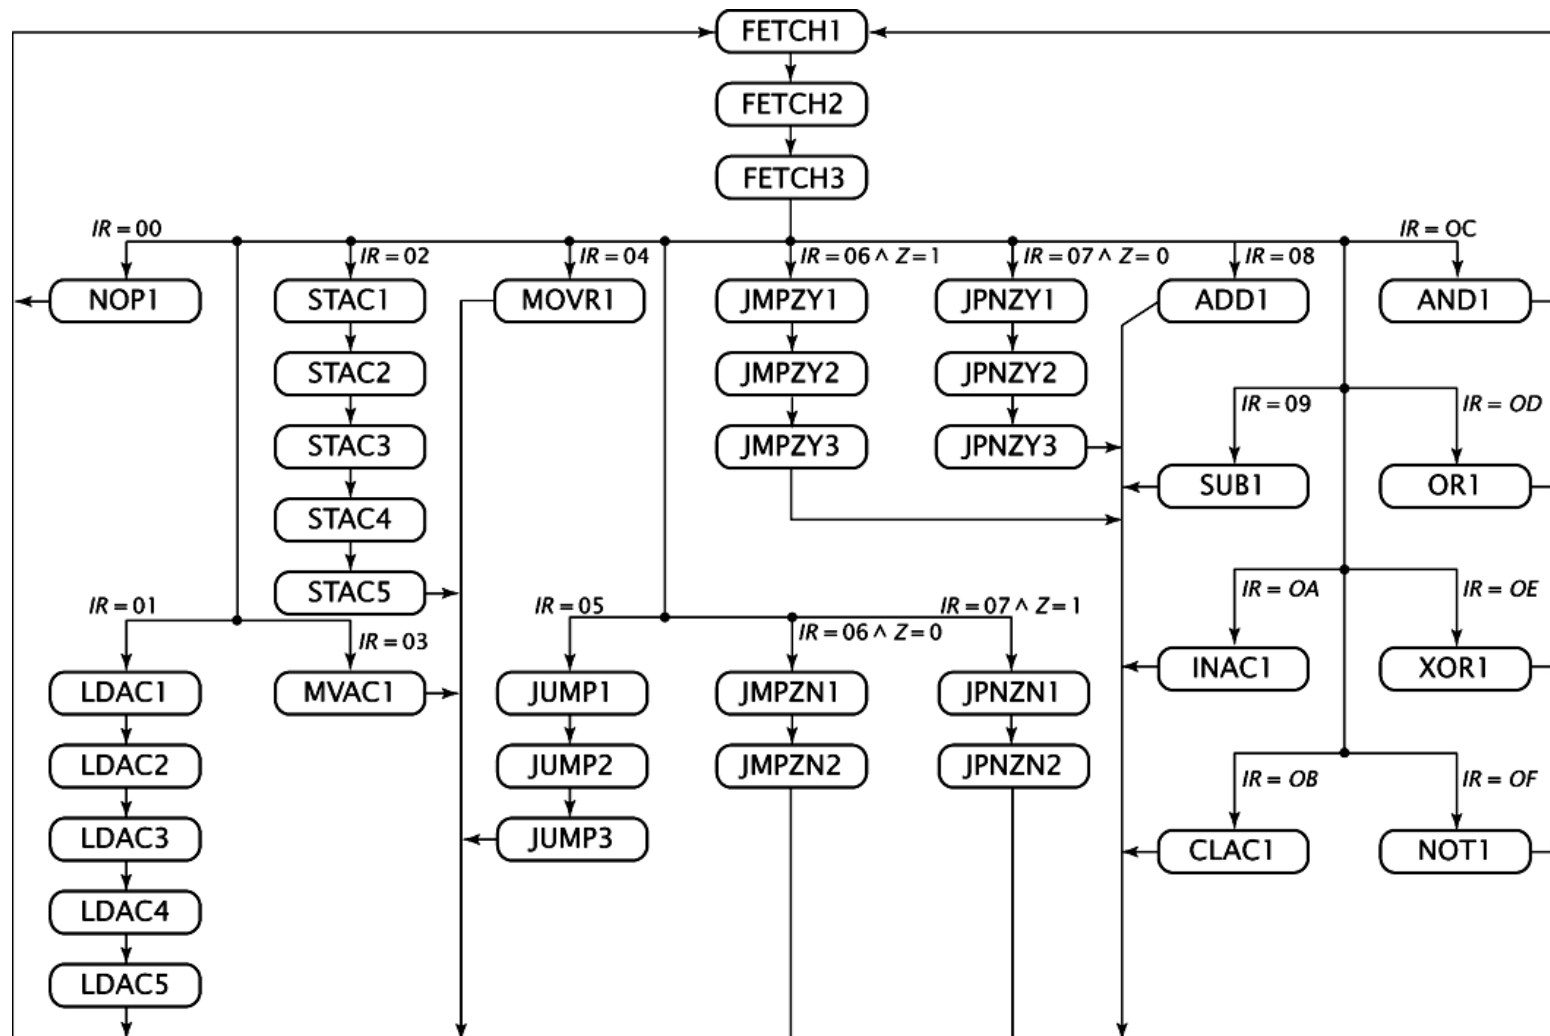 FETCH1
FETCH2
FETCH3
IR = 00
IR = OC
IR = 02
IR = 04
IR = 06 ∧ Z = 1
IR = 07 ∧ Z = 0
IR = 08
NOP1
STAC1
MOVR1
JMPZY1
JPNZY1
ADD1
AND1
STAC2
JMPZY2
JPNZY2
IR = 09
IR = OD
STAC3
JMPZY3
JPNZY3
SUB1
OR1
STAC4
STAC5
IR = OA
IR = OE
IR = 01
IR = 05
IR = 07 ∧ Z = 1
IR = 03
IR = 06 ∧ Z = 0
INAC1
XOR1
LDAC1
MVAC1
JUMP1
JMPZN1
JPNZN1
LDAC2
JUMP2
JMPZN2
JPNZN2
IR = OB
IR = OF
LDAC3
JUMP3
CLAC1
NOT1
LDAC4
LDAC5